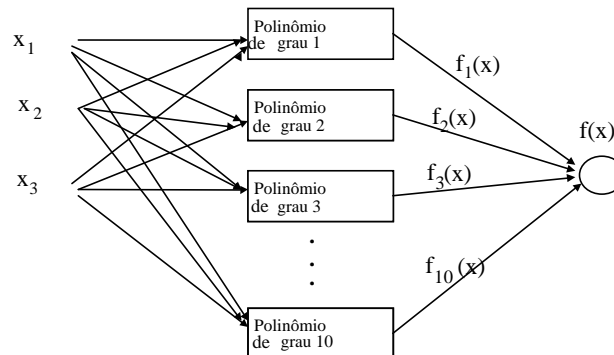 x1
x2
x3
Polinômio
de grau 1
Polinômio
de grau 2
Polinômio
de grau 3
Polinômio
de grau 10
f1(x)
f2(x)
f3(x)
f10 (x)
f(x)